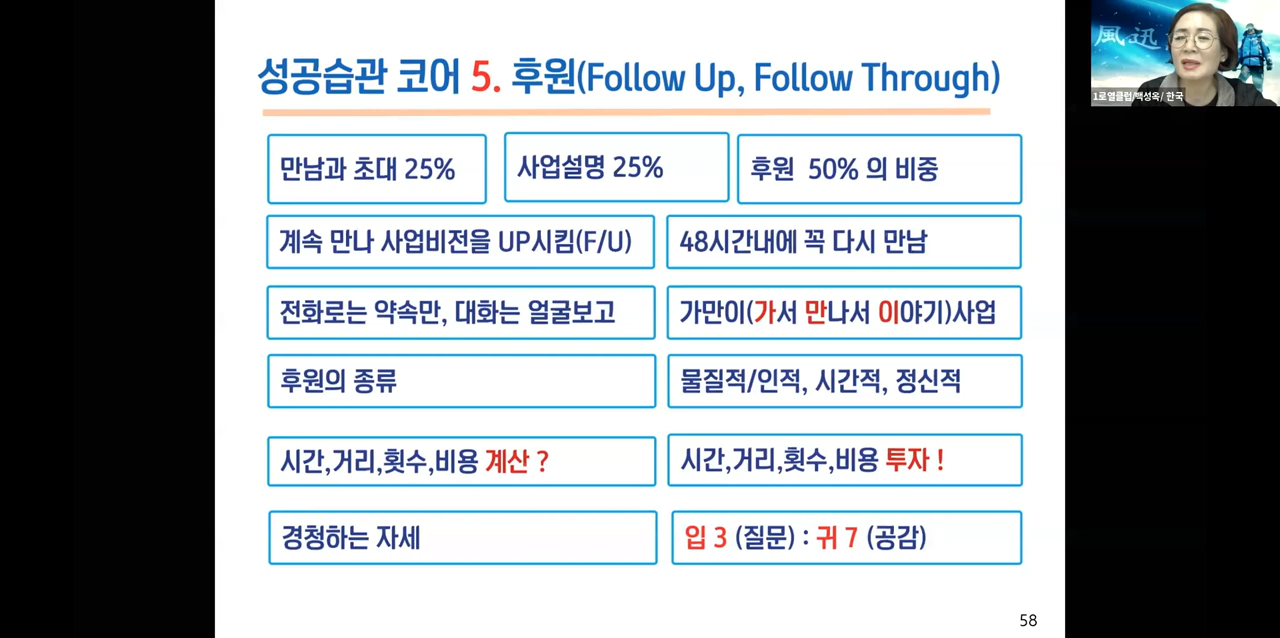 성공습관 코어 5. 후원(Follow Up, Follow Through)
만남과 초대 25%
사업설명 25%
후원 50% 의 비중
계속 만나 사업비전을 UP시킴(F/U)
48시간내에 꼭 다시 만남
전화로는 약속만, 대화는 얼굴보고
가만이(가서 만나서 이야기)사업
후원의 종류
물질적/인적, 시간적, 정신적
시간,거리,횟수,비용 계산 ?
시간,거리,횟수,비용 투자 !
경청하는 자세
입 3 (질문) : 귀 7 (공감)
58
風迅
1로열클럽/백성옥/ 한국